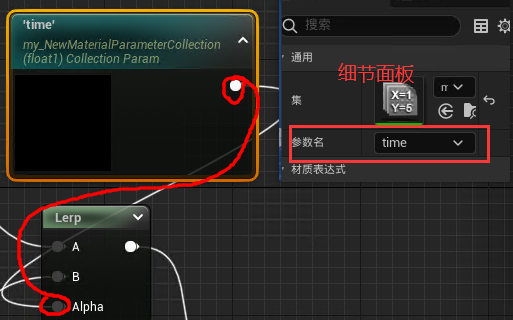 'time'
my_NewMaterialParameterCollection
(float1) Collection Param
搜索
通用
细节面板
集
X=1
Y=5
参数名
time
材质表达式
Lerp
A
B
Alpha